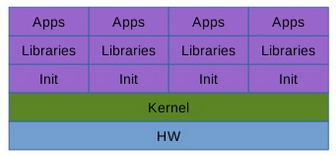 Apps Apps Apps Apps
Libraries Libraries Libraries Libraries
Init Init Init Init
Kernel
HW